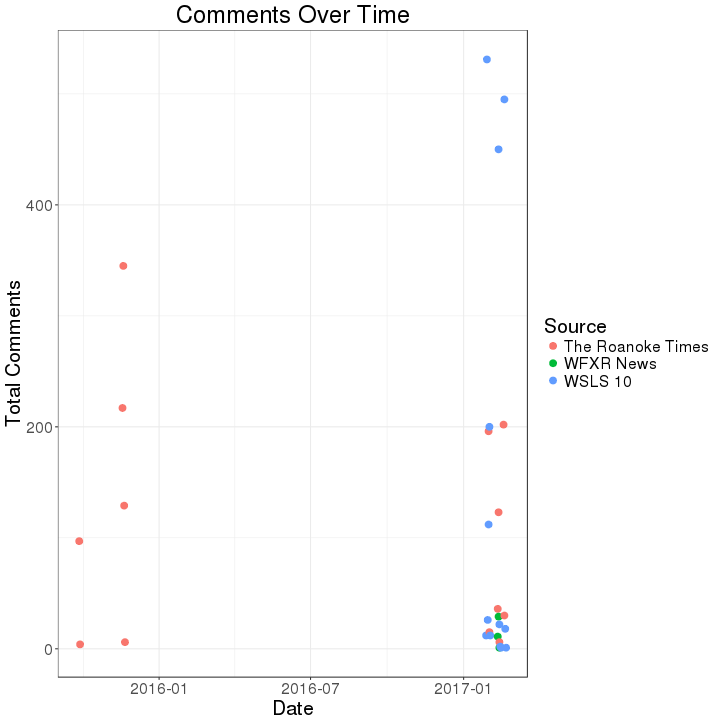 Comments Over Time
Total Comments
400
200
0
2016-01
2016-07
2017-01
Date
Source
The Roanoke Times
WFXR News
WSLS 10